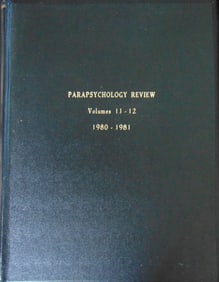 PARAPSYCHOLOGY REVIEW
Volumes 11 - 12
1980 - 1981